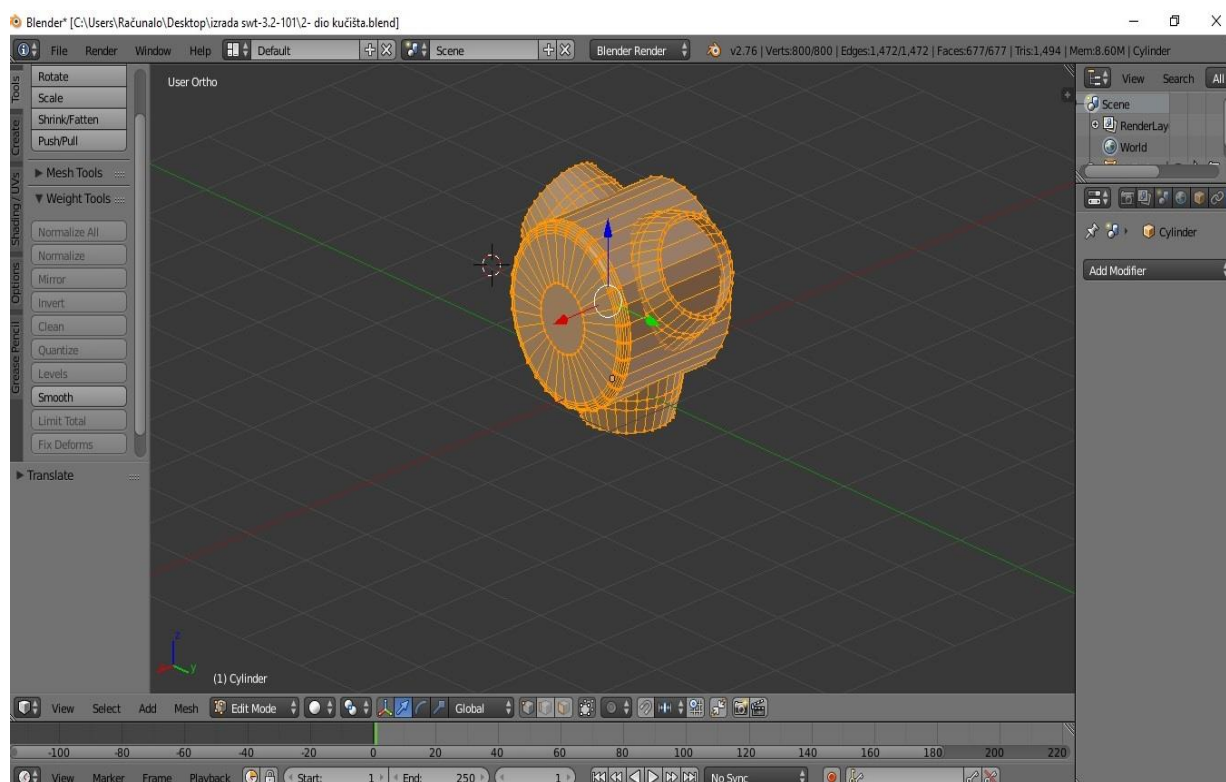 Blender* [C:\Users\Računalo\Desktop\izrada swt-3.2-101\2- dio kučišta.blend]
File Render Window Help Default Scene Blender Render v2.76 | Verts:800/800 | Edges:1,472/1,472 | Faces:677/677 | Tris:1,494 | Mem:8.60M | Cylinder
Tools
Create
Shading / UVs
Options
Grease Pencil
Rotate
Scale
Shrink/Fatten
Push/Pull
Mesh Tools
Weight Tools
Normalize All
Normalize
Mirror
Invert
Clean
Quantize
Levels
Smooth
Limit Total
Fix Deforms
Translate
User Ortho
z
y
(1) Cylinder
View Search All
Scene
RenderLay
World
Cylinder
Add Modifier
View Select Add Mesh Edit Mode Global
-100 -80 -60 -40 -20 0 20 40 60 80 100 120 140 160 180 200 220
View Marker Frame Playback Start: 1 End: 250 1 No Sync